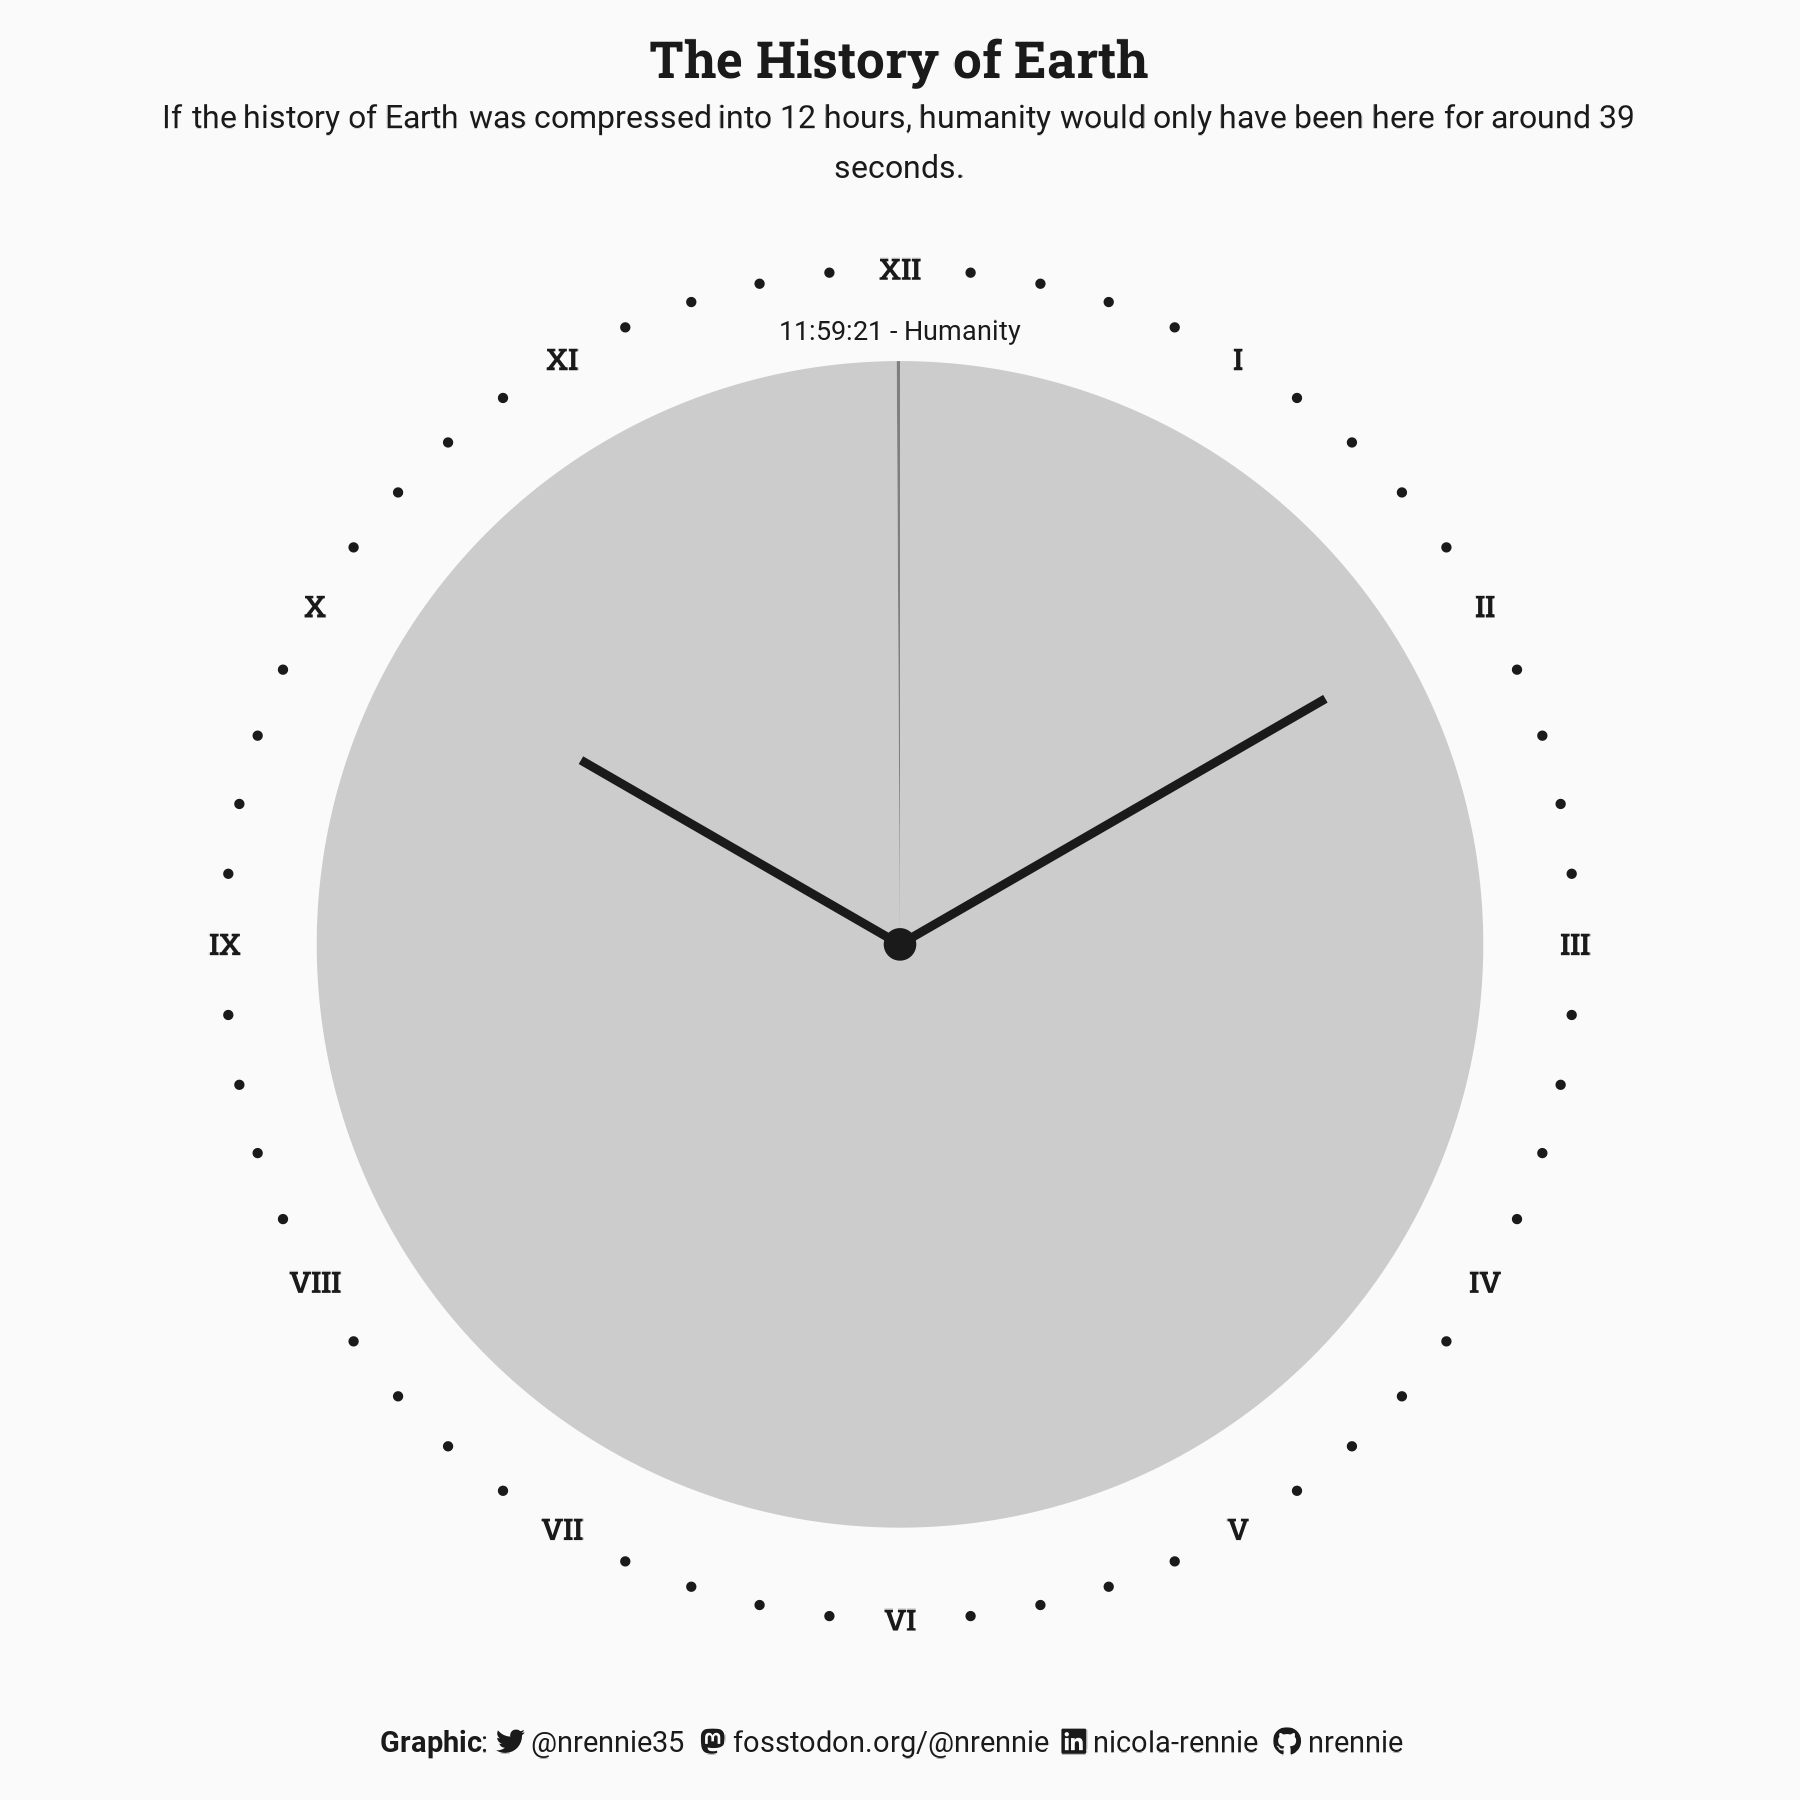 The History of Earth
If the history of Earth was compressed into 12 hours, humanity would only have been here for around 39
seconds.
XII
11:59:21 - Humanity
XI
I
X
II
IX
III
VIII
IV
VII
V
VI
Graphic: @nrennie35 fosstodon.org/@nrennie nicola-rennie nrennie